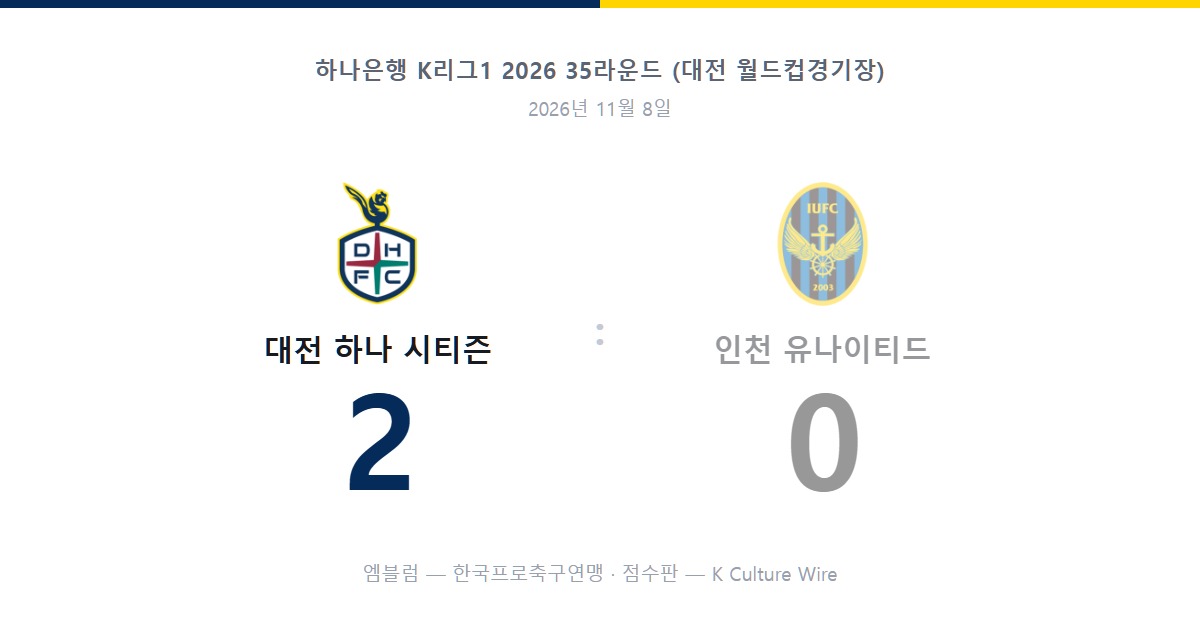 하나은행 K리그1 2026 35라운드 (대전 월드컵경기장)
2026년 11월 8일
D H
F C
IUFC
2003
대전 하나 시티즌
:
인천 유나이티드
2
0
엠블럼 — 한국프로축구연맹 · 점수판 — K Culture Wire